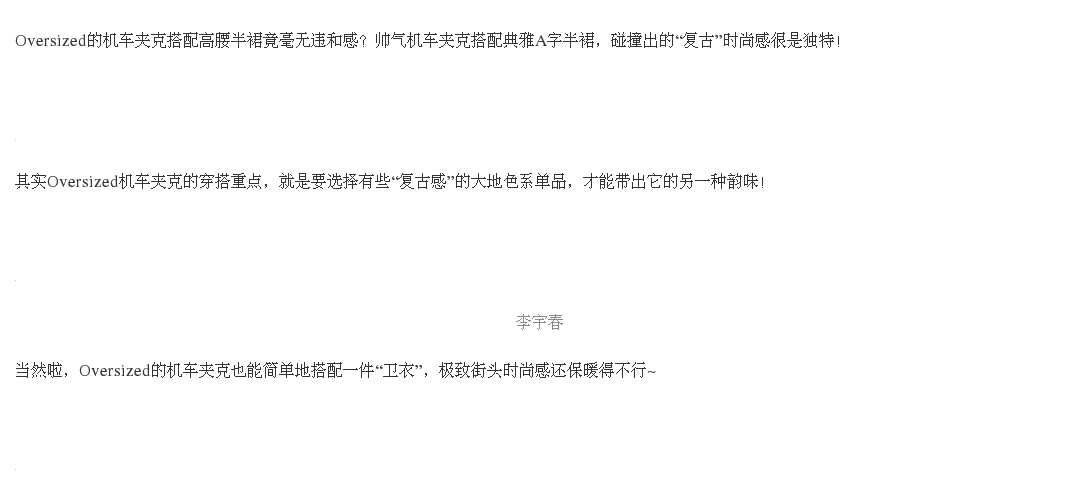 Oversized的机车夹克搭配高腰半裙竟毫无违和感？帅气机车夹克搭配典雅A字半裙，碰撞出的“复古”时尚感很是独特！
其实Oversized机车夹克的穿搭重点，就是要选择有些“复古感”的大地色系单品，才能带出它的另一种韵味！
李宇春
当然啦，Oversized的机车夹克也能简单地搭配一件“卫衣”，极致街头时尚感还保暖得不行~